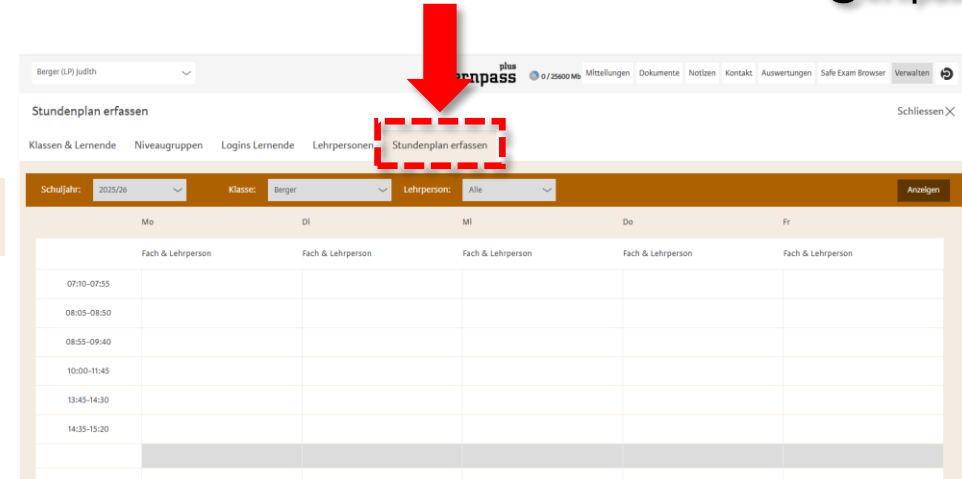 Berger (LP) Judith
plus
ernpass 0 / 25600 Mb Mitteilungen Dokumente Notizen Kontakt Auswertungen Safe Exam Browser Verwalten
Stundenplan erfassen Schliessen
Klassen & Lernende Niveaugruppen Logins Lernende Lehrpersonen Stundenplan erfassen
Schuljahr: 2025/26 Klasse: Berger Lehrperson: Alle Anzeigen
Mo Di Mi Do Fr
Fach & Lehrperson Fach & Lehrperson Fach & Lehrperson Fach & Lehrperson Fach & Lehrperson
07:10-07:55
08:05-08:50
08:55-09:40
10:00-11:45
13:45-14:30
14:35-15:20